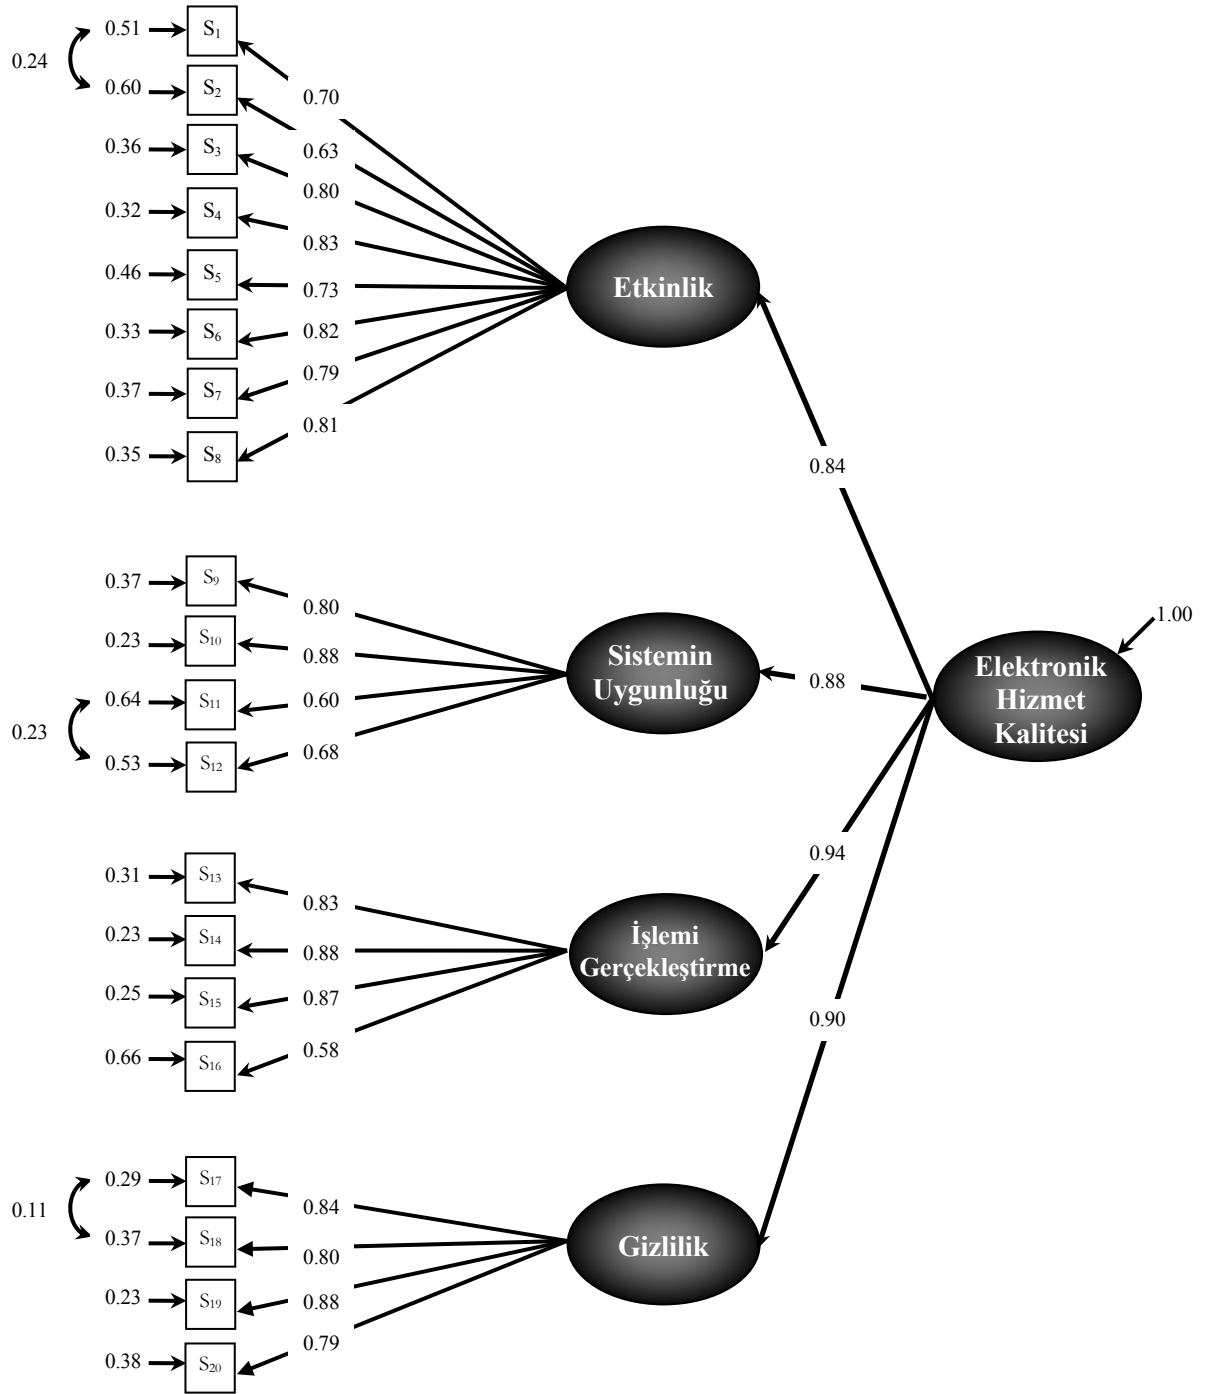 0.51 S1
0.24
0.60 S2
0.70
0.36 S3
0.63
0.80
0.32 S4
0.83
0.46 S5
0.73
Etkinlik
0.33 S6
0.82
0.37 S7
0.79
0.35 S8
0.81
0.84
0.37 S9
0.80
0.23 S10
0.88
0.64 S11
0.60
0.23
0.53 S12
0.68
Sistemin
Uygunluğu
0.88
1.00
Elektronik
Hizmet
Kalitesi
0.31 S13
0.83
0.23 S14
0.88
0.25 S15
0.87
0.66 S16
0.58
İşlemi
Gerçekleştirme
0.94
0.90
0.29 S17
0.84
0.11
0.37 S18
0.80
0.23 S19
0.88
0.38 S20
0.79
Gizlilik